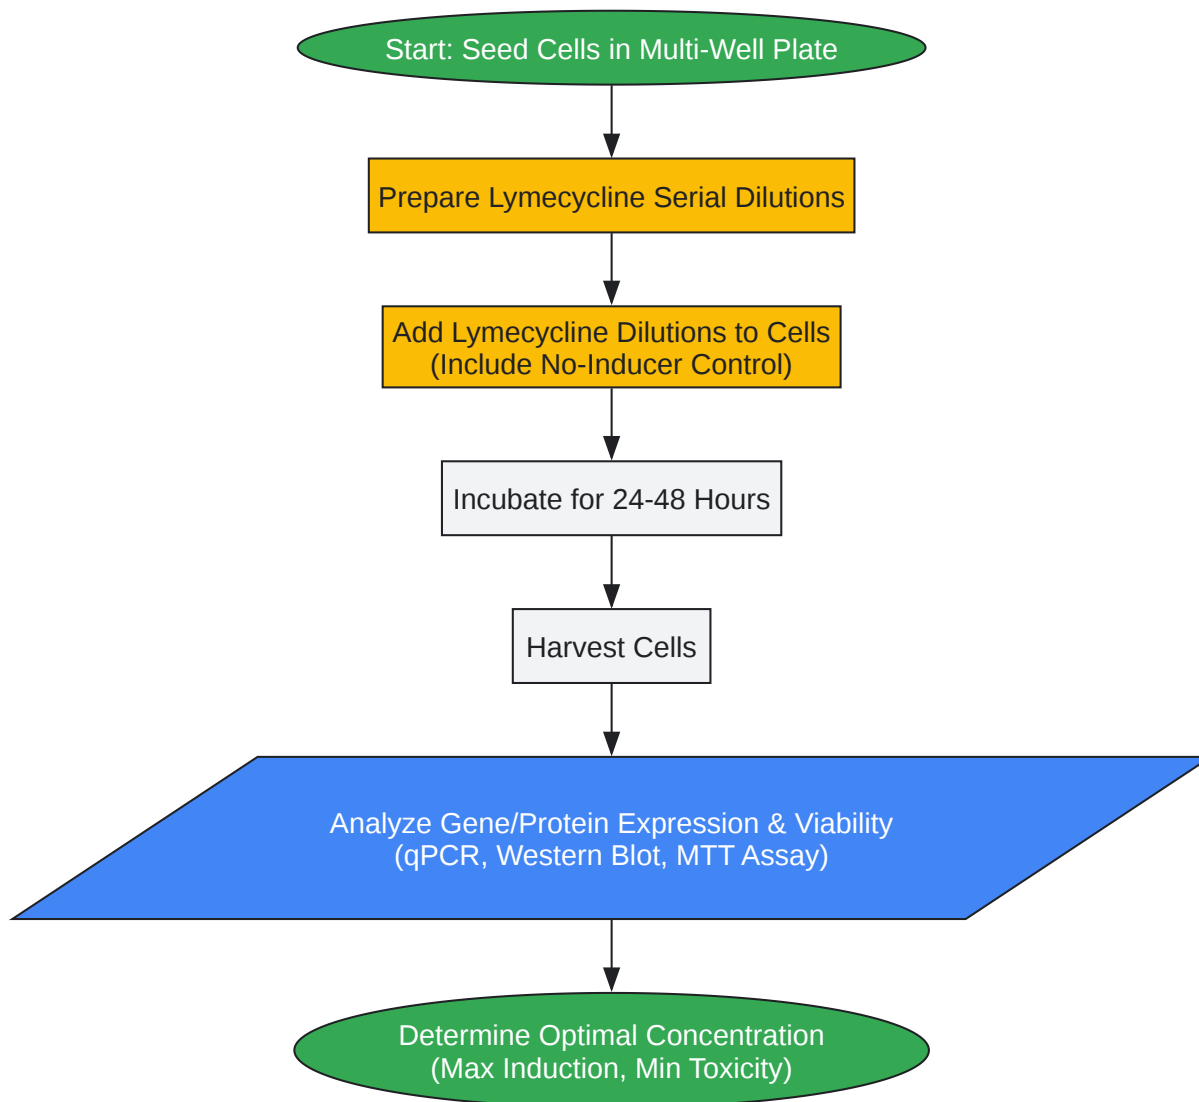 Start: Seed Cells in Multi-Well Plate
Prepare Lymecycline Serial Dilutions
Add Lymecycline Dilutions to Cells
(Include No-Inducer Control)
Incubate for 24-48 Hours
Harvest Cells
Analyze Gene/Protein Expression & Viability
(qPCR, Western Blot, MTT Assay)
Determine Optimal Concentration
(Max Induction, Min Toxicity)